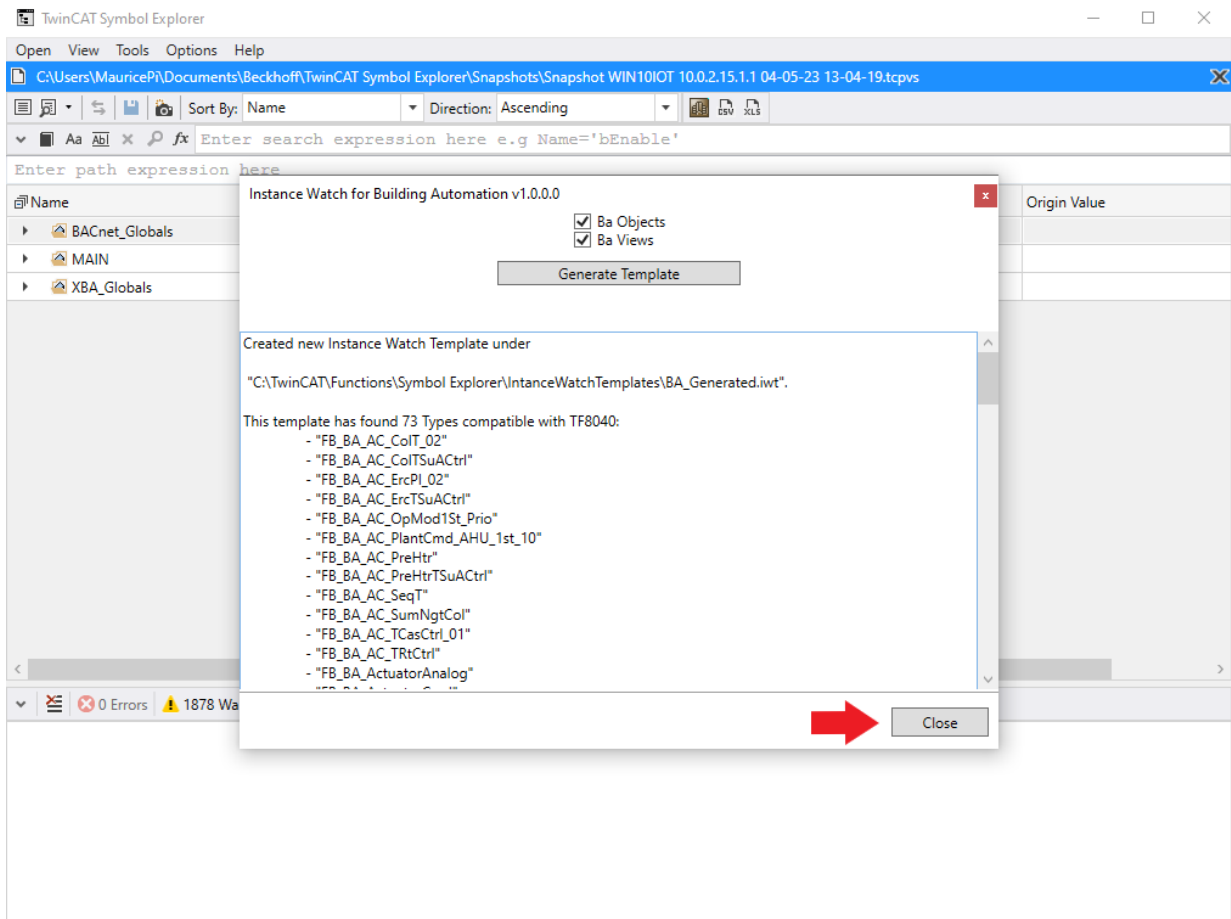 TwinCAT Symbol Explorer
Open View Tools Options Help
C:\Users\MauricePi\Documents\Beckhoff\TwinCAT Symbol Explorer\Snapshots\Snapshot WIN10IOT 10.0.2.15.1.1 04-05-23 13-04-19.tcpvs
Sort By: Name Direction: Ascending CSV XLS
Aa Abl fx Enter search expression here e.g Name='bEnable'
Enter path expression here
Name Origin Value
BACnet_Globals
MAIN
XBA_Globals
Instance Watch for Building Automation v1.0.0.0 x
Ba Objects
Ba Views
Generate Template
Created new Instance Watch Template under
"C:\TwinCAT\Functions\Symbol Explorer\IntanceWatchTemplates\BA_Generated.iwt".
This template has found 73 Types compatible with TF8040:
- "FB_BA_AC_ColT_02"
- "FB_BA_AC_ColTSuACtrl"
- "FB_BA_AC_ErcPl_02"
- "FB_BA_AC_ErcTSuACtrl"
- "FB_BA_AC_OpMod1St_Prio"
- "FB_BA_AC_PlantCmd_AHU_1st_10"
- "FB_BA_AC_PreHtr"
- "FB_BA_AC_PreHtrTSuACtrl"
- "FB_BA_AC_SeqT"
- "FB_BA_AC_SumNgtCol"
- "FB_BA_AC_TCasCtrl_01"
- "FB_BA_AC_TRtCtrl"
- "FB_BA_ActuatorAnalog"
0 Errors 1878 Wa
Close